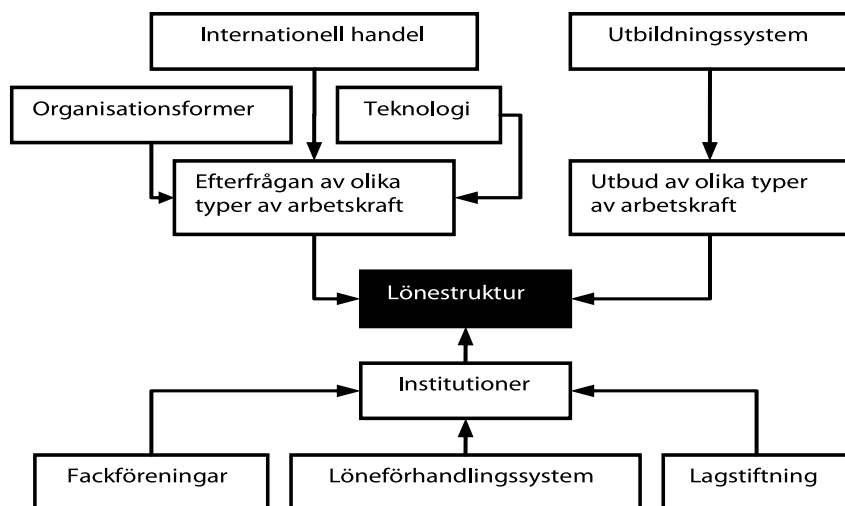 Internationell handel
Utbildningssystem
Organisationsformer
Teknologi
Efterfrågan av olika
typer av arbetskraft
Utbud av olika typer
av arbetskraft
Lönestruktur
Institutioner
Fackföreningar
Löneförhandlingssystem
Lagstiftning